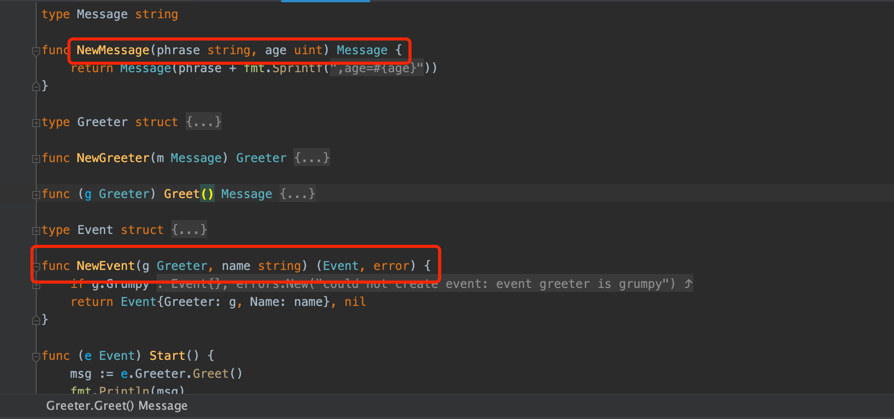 type Message string
func NewMessage(phrase string, age uint) Message {
return Message(phrase + fmt.Sprintf(",age=#{age}"))
}
type Greeter struct {...}
func NewGreeter(m Message) Greeter {...}
func (g Greeter) Greet() Message {...}
type Event struct {...}
func NewEvent(g Greeter, name string) (Event, error) {
if g.Grumpy : Event{}, errors.New("could not create event: event greeter is grumpy") ⤴
return Event{Greeter: g, Name: name}, nil
}
func (e Event) Start() {
msg := e.Greeter.Greet()
fmt.Println(msg)
Greeter.Greet() Message